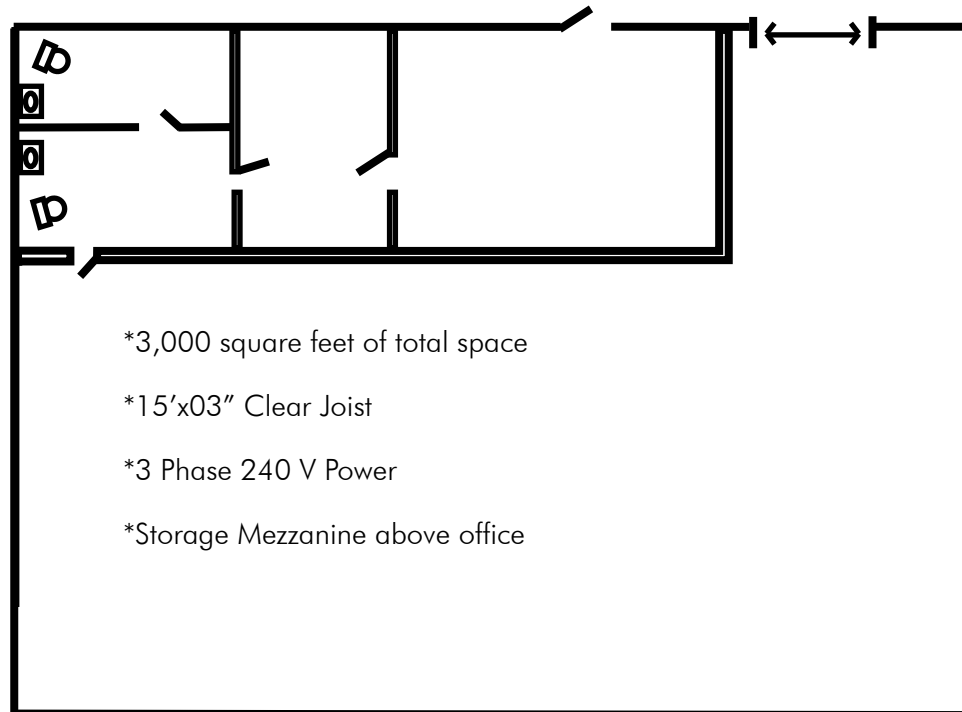 *3,000 square feet of total space
*15’x03” Clear Joist
*3 Phase 240 V Power
*Storage Mezzanine above office